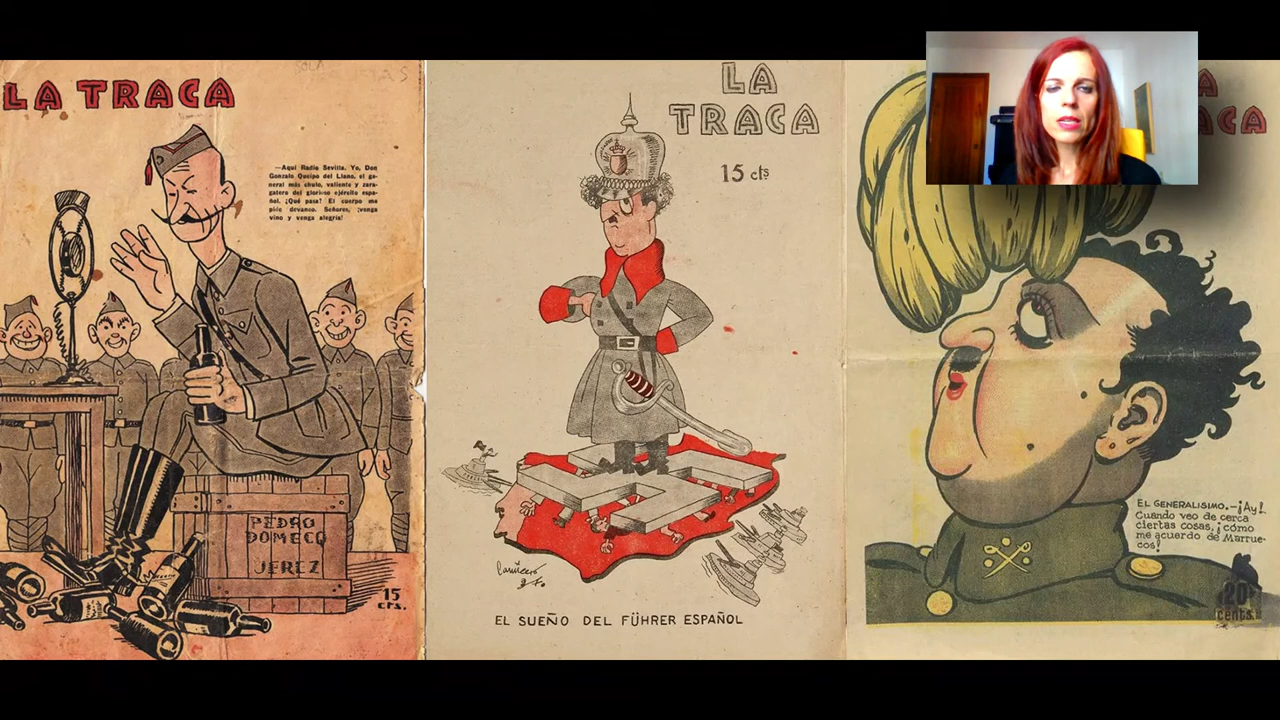 LA TRACA
—Aquí Radio Sevilla. Yo, Don
Gonzalo Queipo del Llano, el ge-
neral más chulo, valiente y zara-
gatero del glorioso ejército espa-
ñol. ¡Qué pasa! El cuerpo me
pide devaneo. Señores, ¡venga
vino y venga alegría!
PEDRO
DOMECQ
JEREZ
15
CTS.
LA
TRACA
15 cts
EL SUEÑO DEL FÜHRER ESPAÑOL
A
ACA
EL GENERALISIMO.—¡Ay!
Cuando veo de cerca
ciertas cosas, ¡cómo
me acuerdo de Marrue-
cos!
20
cents.